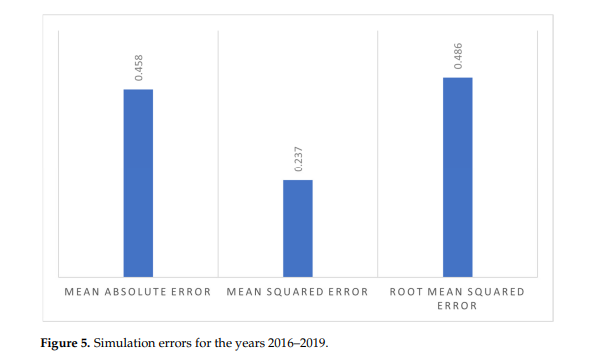 0.458
0.237
0.486
MEAN ABSOLUTE ERROR
MEAN SQUARED ERROR
ROOT MEAN SQUARED
ERROR
Figure 5. Simulation errors for the years 2016–2019.